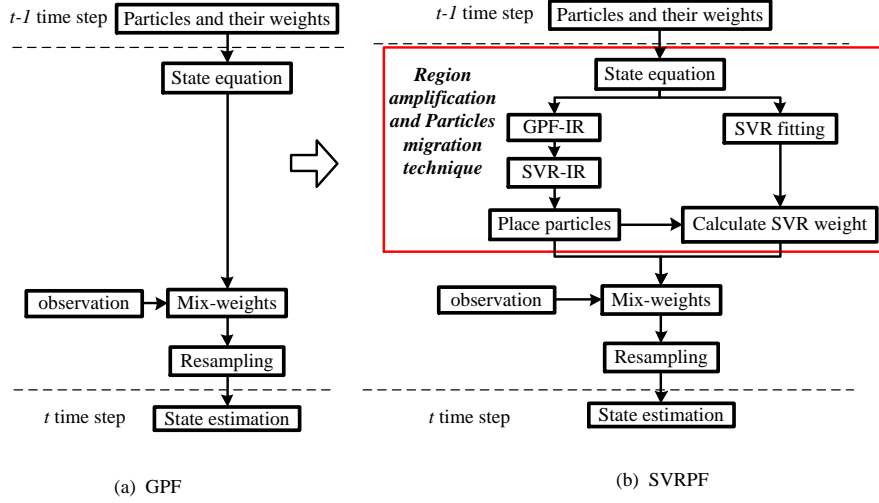 t-1 time step
Particles and their weights
State equation
observation
Mix-weights
Resampling
t time step
State estimation
(a) GPF
t-1 time step
Particles and their weights
Region
amplification
and Particles
migration
technique
State equation
GPF-IR
SVR fitting
SVR-IR
Place particles
Calculate SVR weight
observation
Mix-weights
Resampling
t time step
State estimation
(b) SVRPF